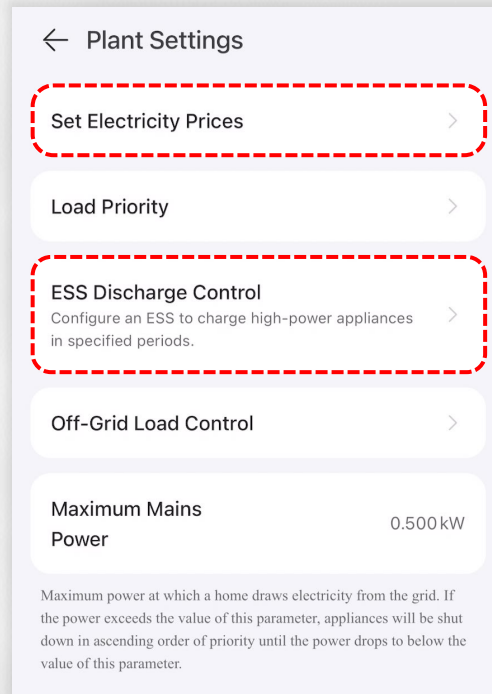 Plant Settings
Set Electricity Prices
Load Priority
ESS Discharge Control
Configure an ESS to charge high-power appliances
in specified periods.
Off-Grid Load Control
Maximum Mains
Power
0.500 kW
Maximum power at which a home draws electricity from the grid. If
the power exceeds the value of this parameter, appliances will be shut
down in ascending order of priority until the power drops to below the
value of this parameter.